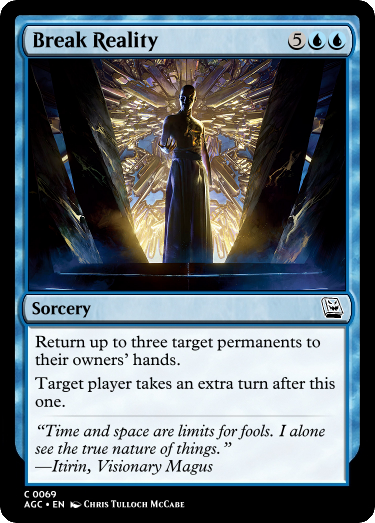 Break Reality 5
Sorcery
Return up to three target permanents to
their owners’ hands.
Target player takes an extra turn after this
one.
“Time and space are limits for fools. I alone
see the true nature of things.”
—Itirin, Visionary Magus
C 0069
AGC • EN Chris Tulloch McCabe